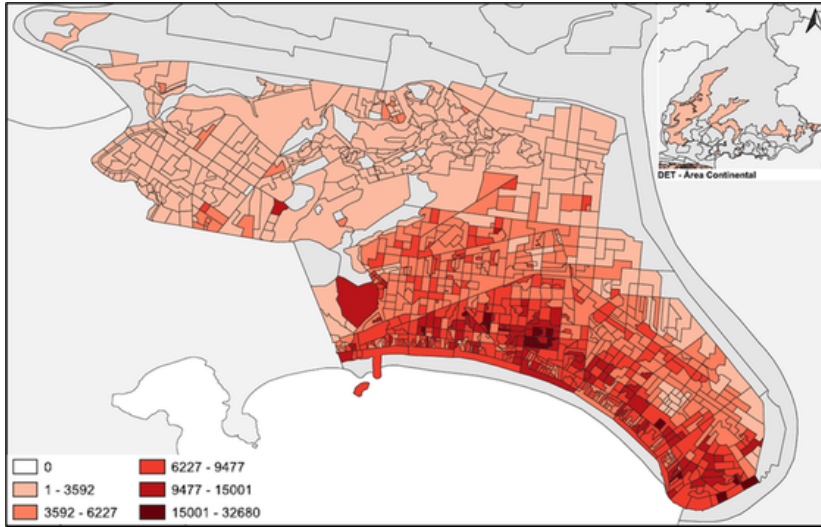 DET - Área Continental
0
1 - 3592
3592 - 6227
6227 - 9477
9477 - 15001
15001 - 32680